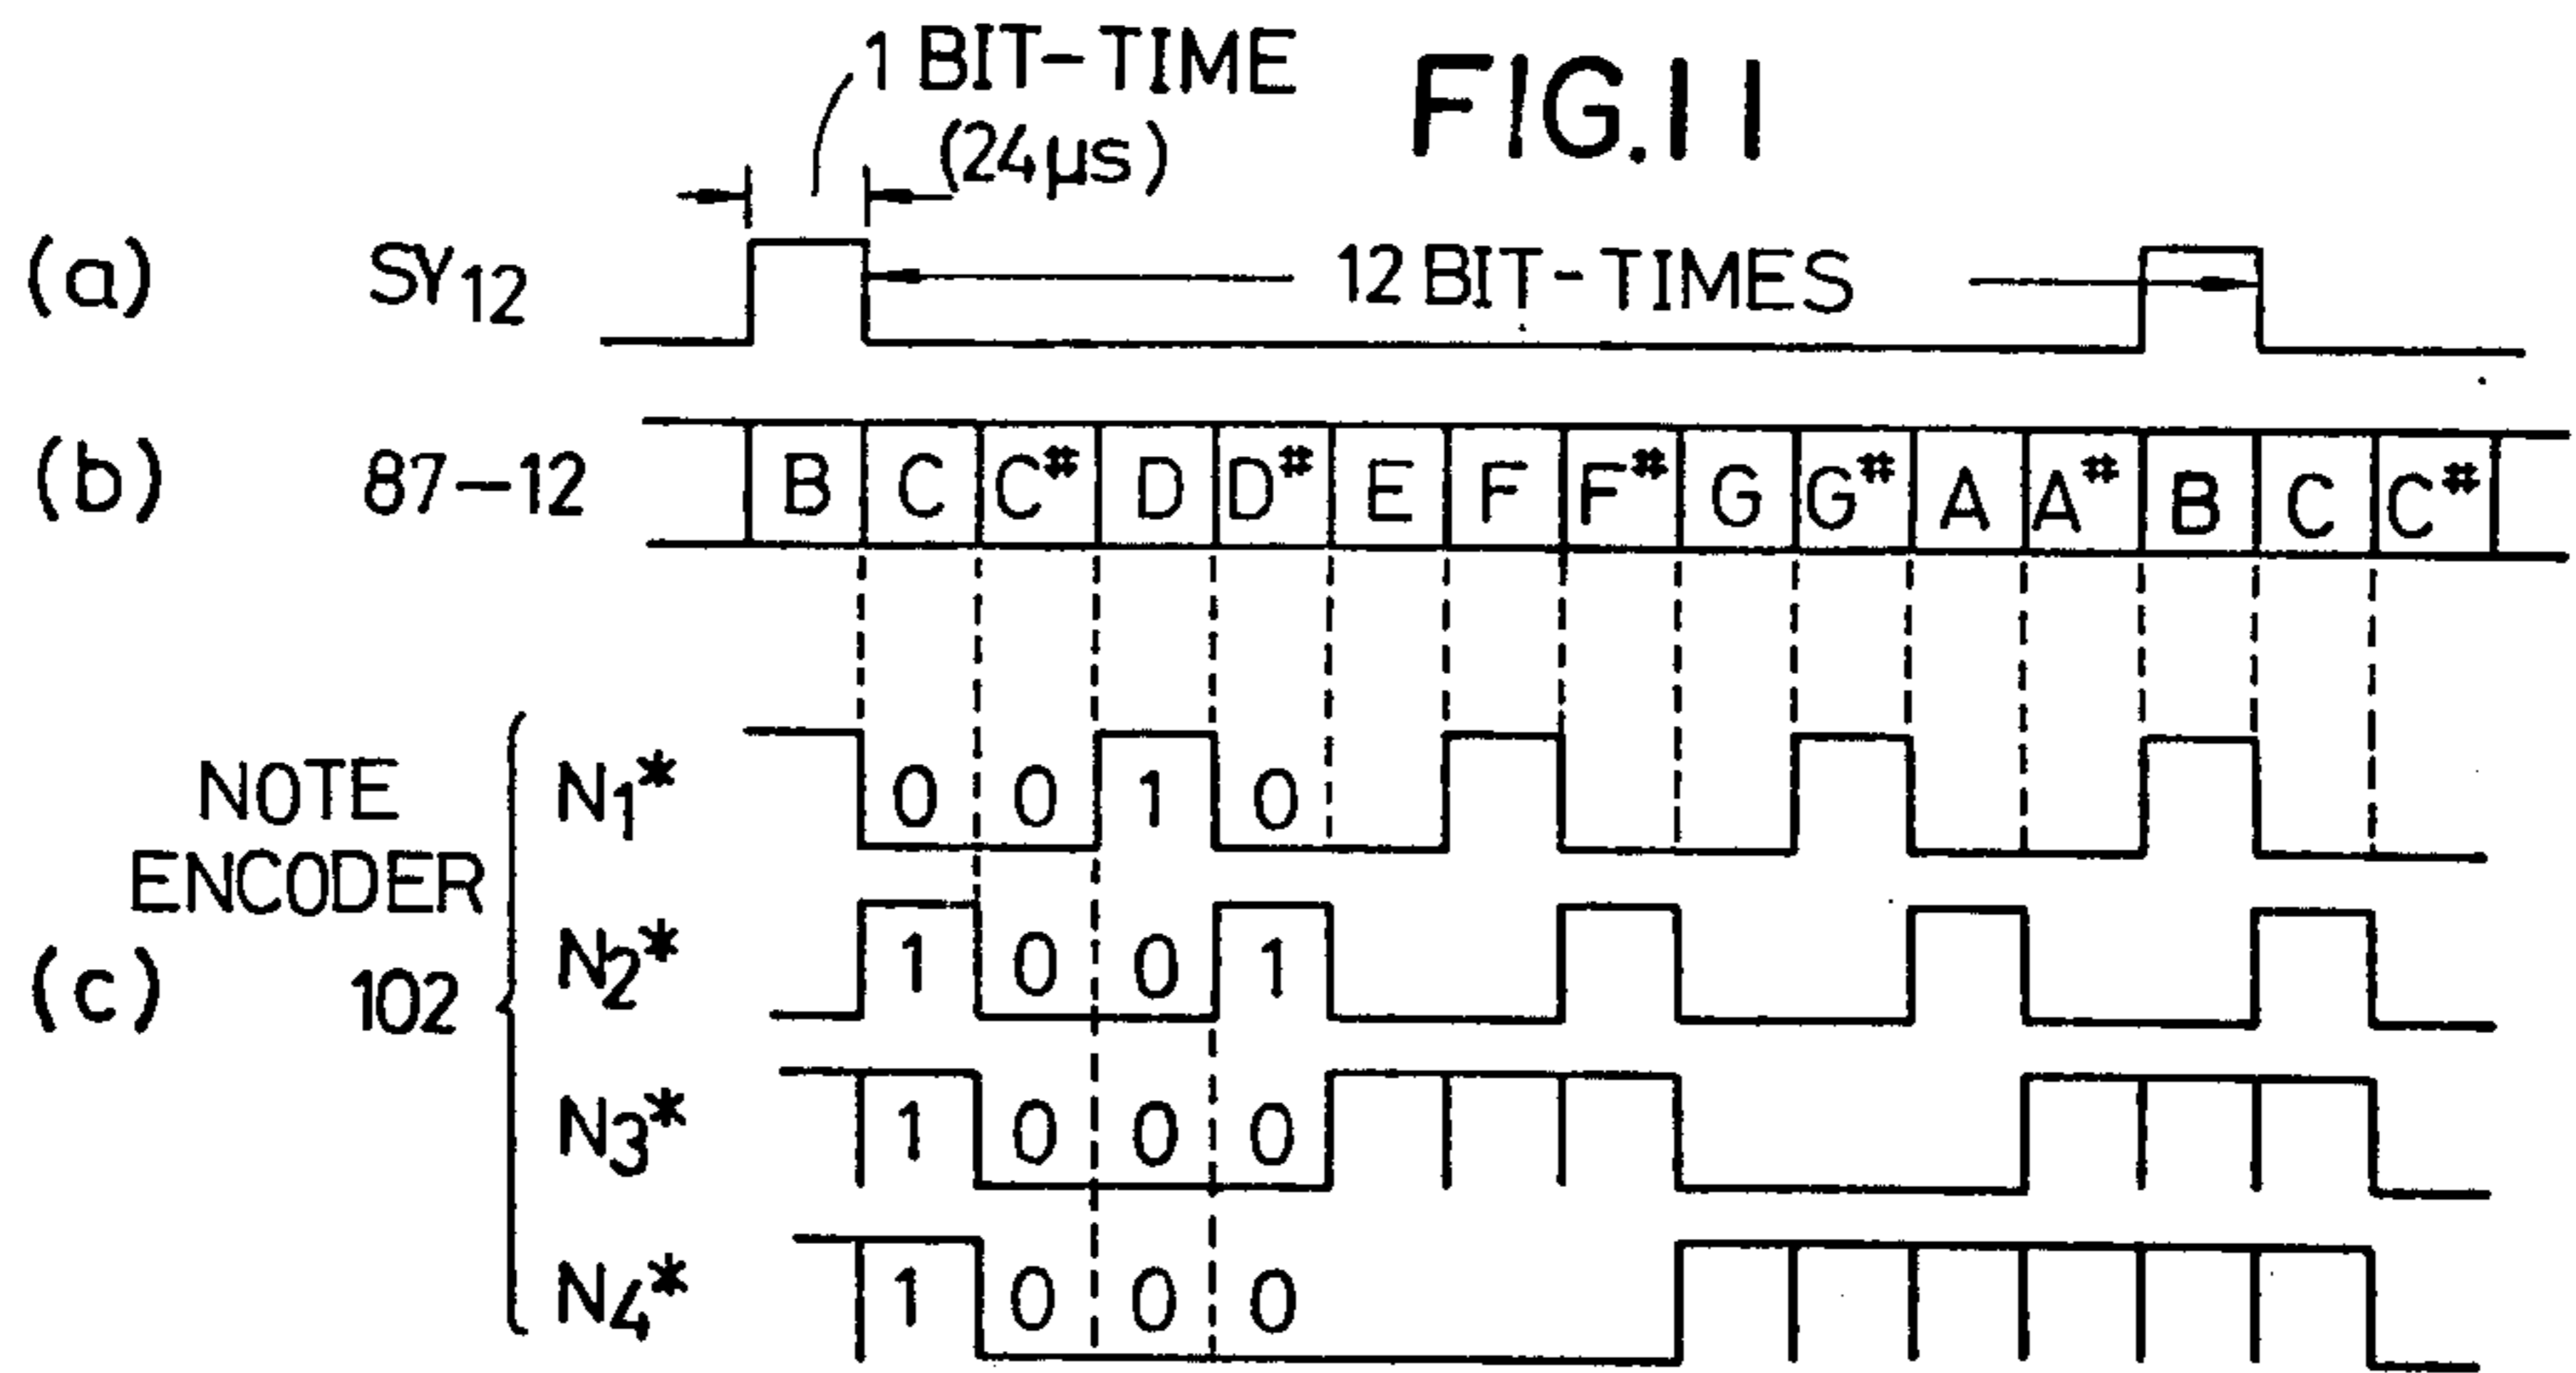 1 BIT-TIME
(24μs)
FIG.11
(a) SY12 12 BIT-TIMES
(b) 87-12 B C C# D D# E F F# G G# A A# B C C#
NOTE
ENCODER
(c) 102
N1* 0 0 1 0
N2* 1 0 0 1
N3* 1 0 0 0
N4* 1 0 0 0